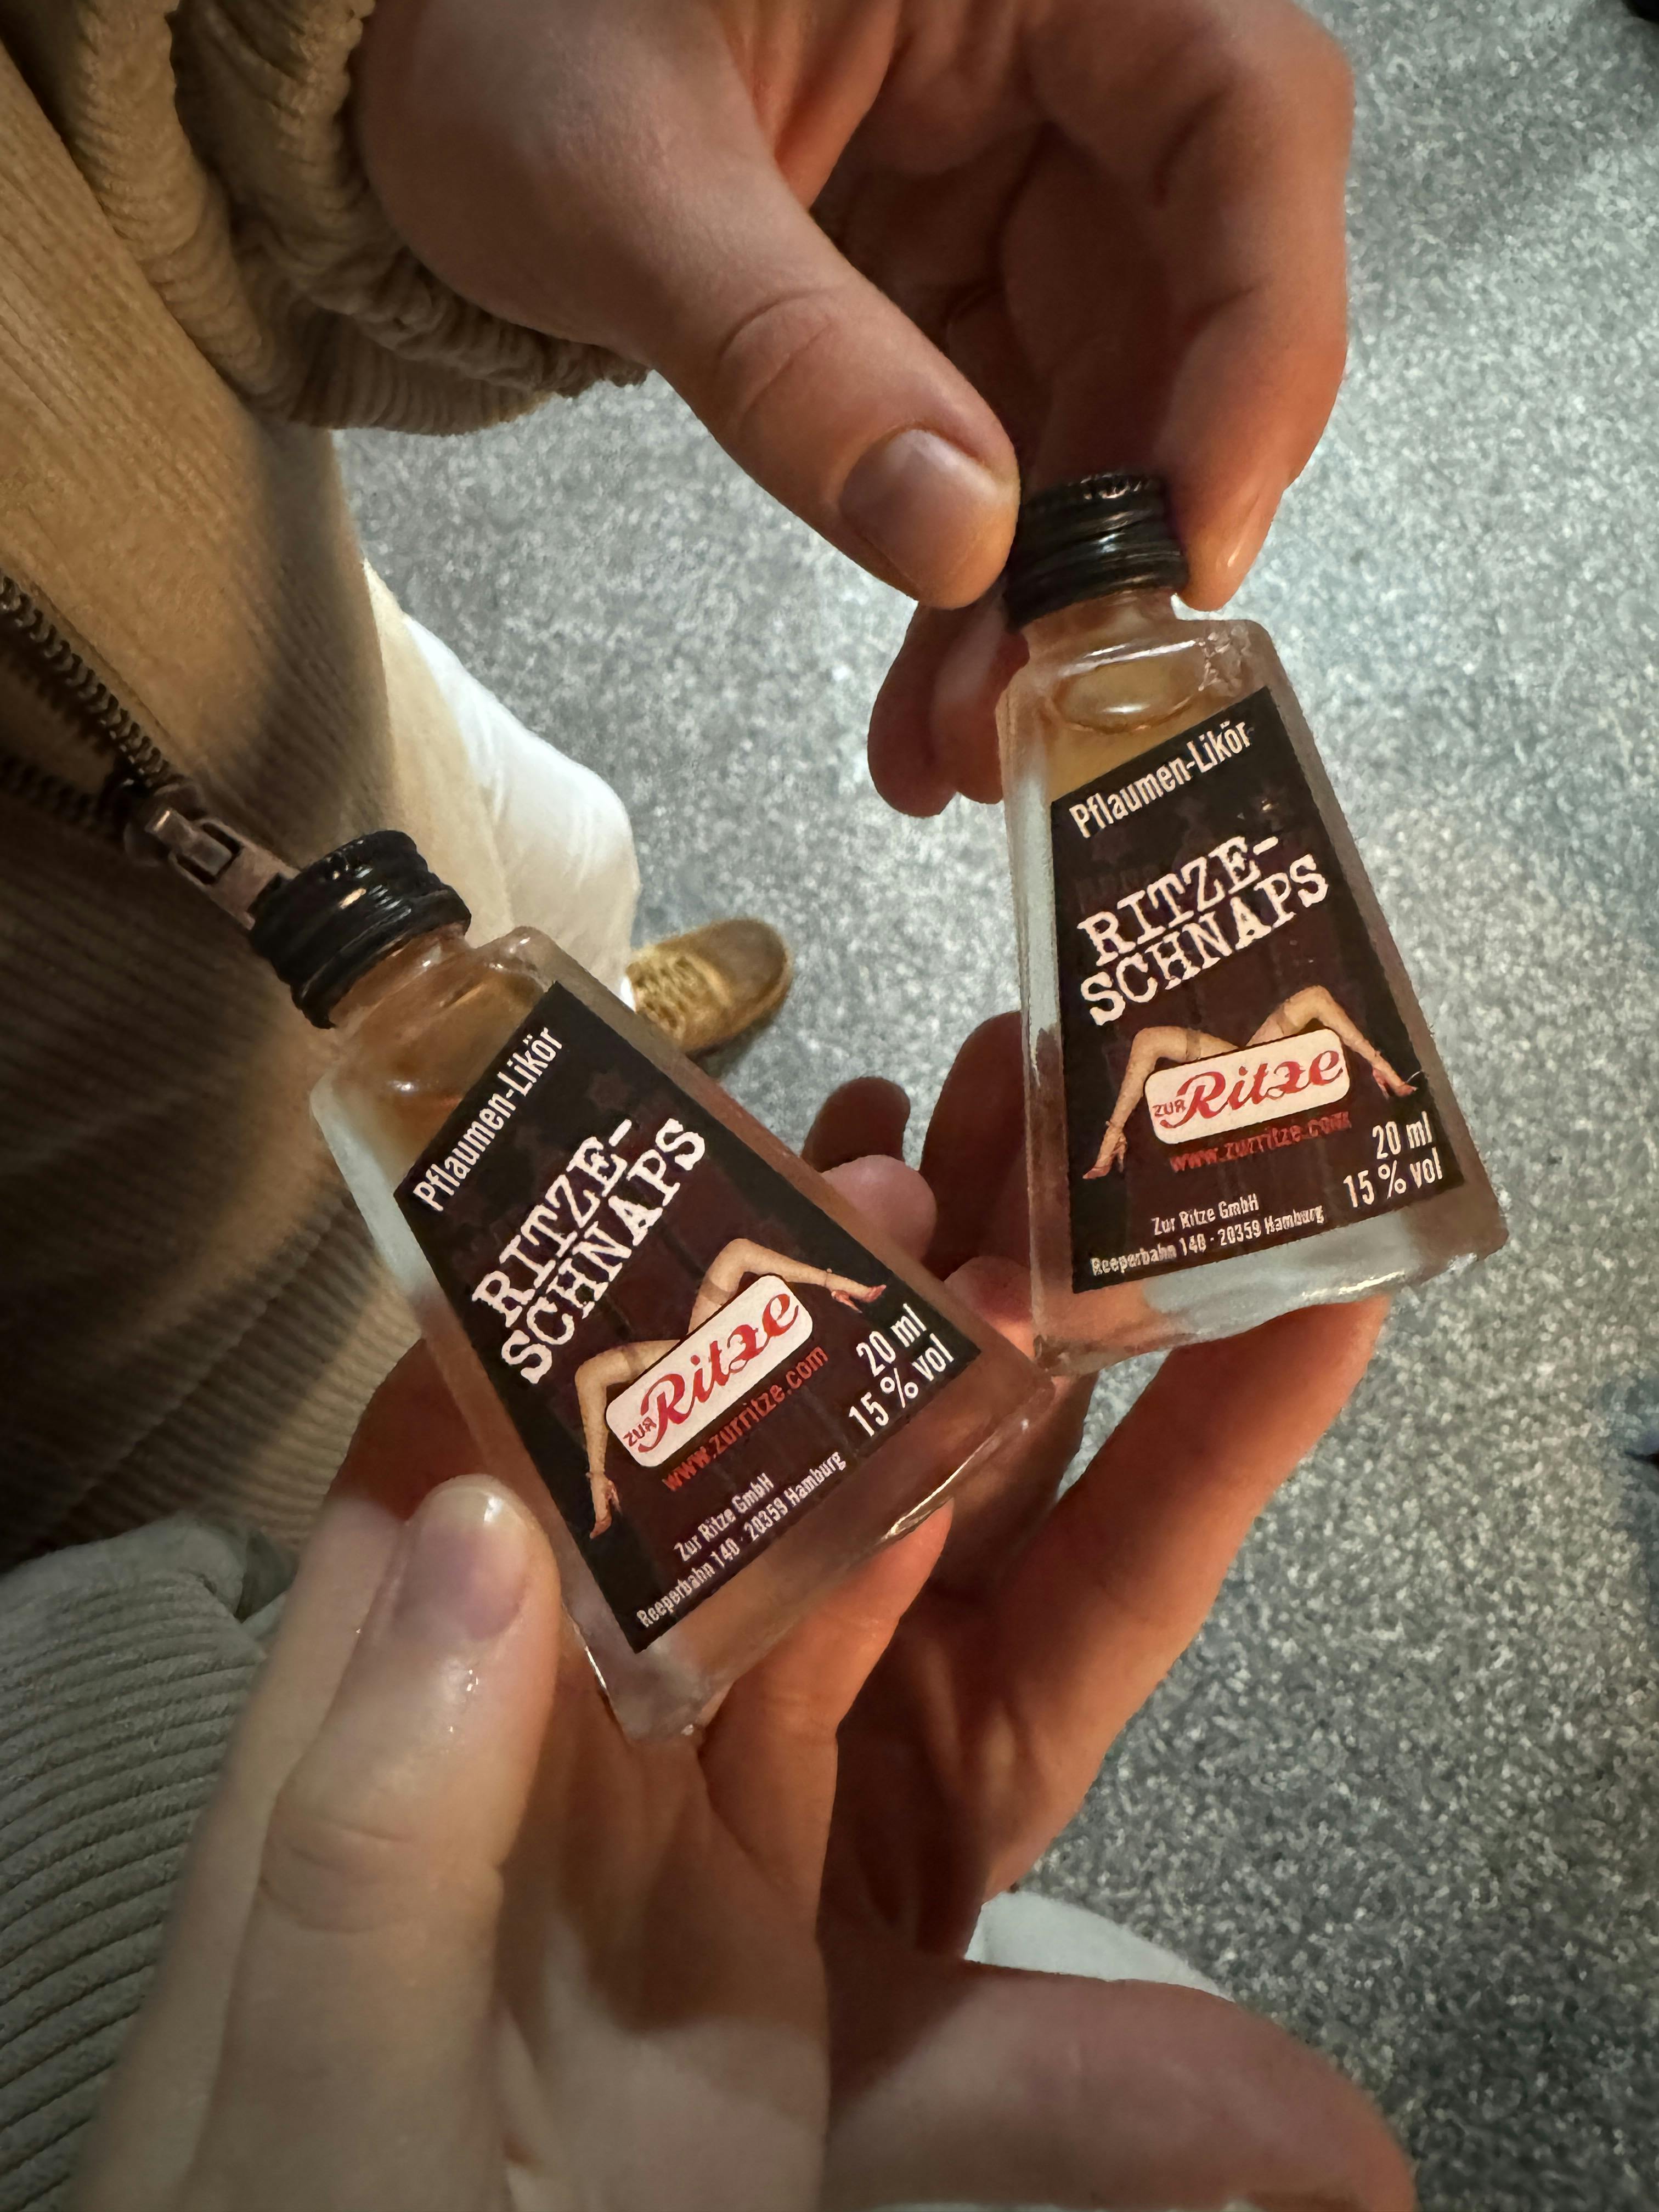 Pflaumen-Likör
RITZE-
SCHNAPS
ZUR Ritze
www.zurritze.com
20 ml
15 % vol
Zur Ritze GmbH
Reeperbahn 140 · 20359 Hamburg
Pflaumen-Likör
RITZE-
SCHNAPS
ZUR Ritze
www.zurritze.com
20 ml
15 % vol
Zur Ritze GmbH
Reeperbahn 140 · 20359 Hamburg